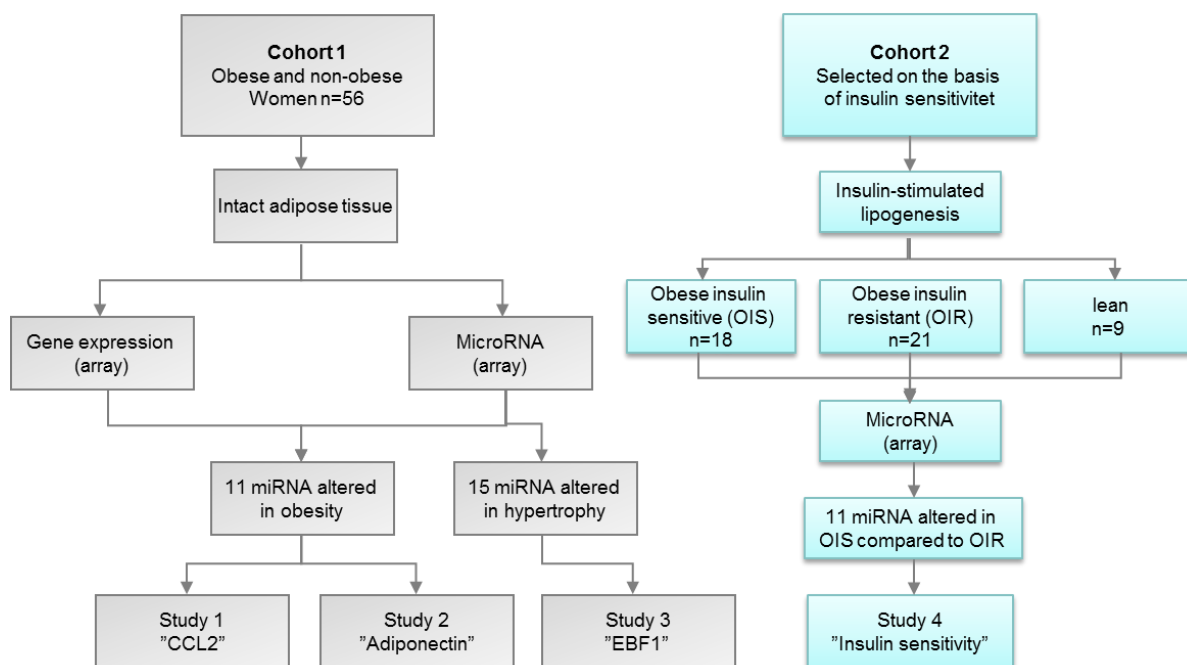 Cohort 1
Obese and non-obese
Women n=56
Intact adipose tissue
Gene expression
(array)
MicroRNA
(array)
11 miRNA altered
in obesity
15 miRNA altered
in hypertrophy
Study 1
”CCL2”
Study 2
”Adiponectin”
Study 3
”EBF1”
Cohort 2
Selected on the basis
of insulin sensitivitet
Insulin-stimulated
lipogenesis
Obese insulin
sensitive (OIS)
n=18
Obese insulin
resistant (OIR)
n=21
lean
n=9
MicroRNA
(array)
11 miRNA altered in
OIS compared to OIR
Study 4
”Insulin sensitivity”